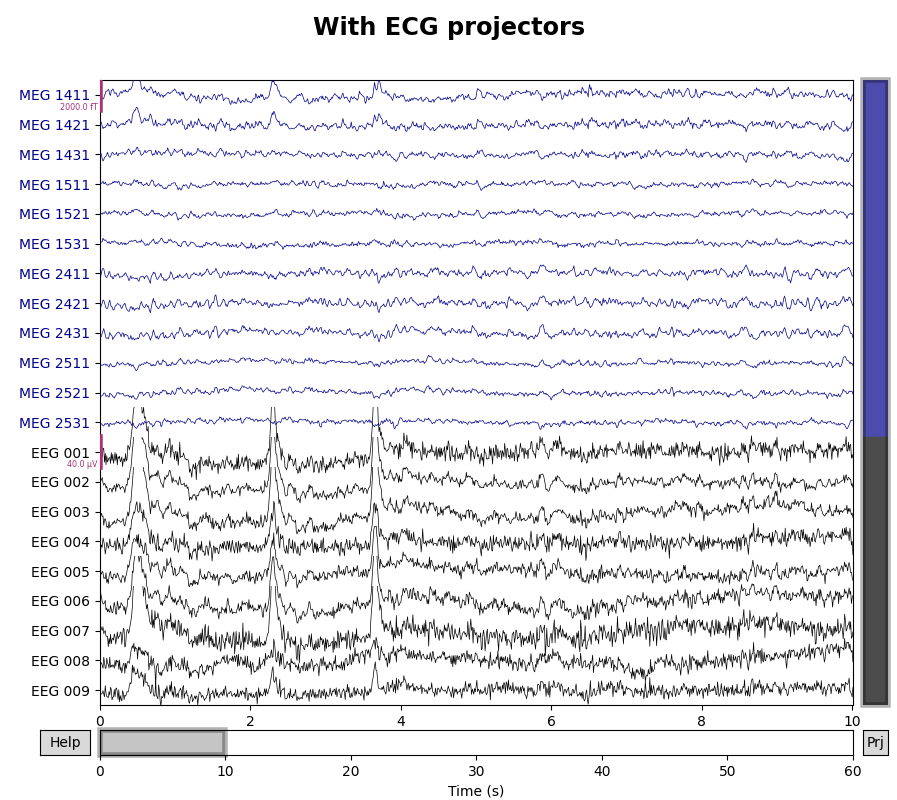 With ECG projectors
MEG 1411
2000.0 fT
MEG 1421
MEG 1431
MEG 1511
MEG 1521
MEG 1531
MEG 2411
MEG 2421
MEG 2431
MEG 2511
MEG 2521
MEG 2531
EEG 001
40.0 µV
EEG 002
EEG 003
EEG 004
EEG 005
EEG 006
EEG 007
EEG 008
EEG 009
0 2 4 6 8 10
Help Prj
0 10 20 30 40 50 60
Time (s)